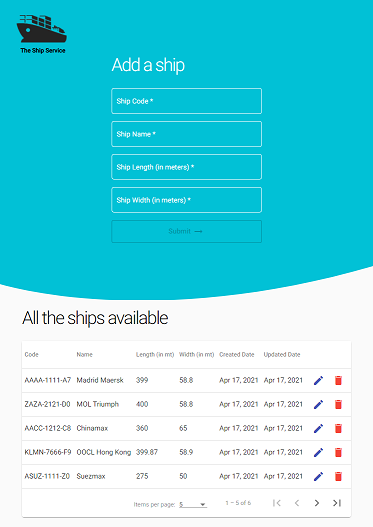 The Ship Service
Add a ship
Ship Code *
Ship Name *
Ship Length (in meters) *
Ship Width (in meters) *
Submit →
All the ships available
Code Name Length (in mt) Width (in mt) Created Date Updated Date
AAAA-1111-A7 Madrid Maersk 399 58.8 Apr 17, 2021 Apr 17, 2021
ZAZA-2121-D0 MOL Triumph 400 58.8 Apr 17, 2021 Apr 17, 2021
AACC-1212-C8 Chinamax 360 65 Apr 17, 2021 Apr 17, 2021
KLMN-7666-F9 OOCL Hong Kong 399.87 58.9 Apr 17, 2021 Apr 17, 2021
ASUZ-1111-Z0 Suezmax 275 50 Apr 17, 2021 Apr 17, 2021
Items per page: 5 1 – 5 of 6